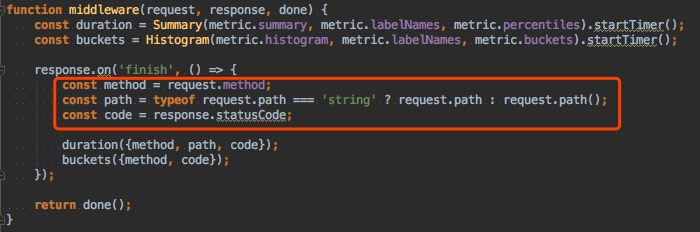 function middleware(request, response, done) {
const duration = Summary(metric.summary, metric.labelNames, metric.percentiles).startTimer();
const buckets = Histogram(metric.histogram, metric.labelNames, metric.buckets).startTimer();
response.on('finish', () => {
const method = request.method;
const path = typeof request.path === 'string' ? request.path : request.path();
const code = response.statusCode;
duration({method, path, code});
buckets({method, code});
});
return done();
}